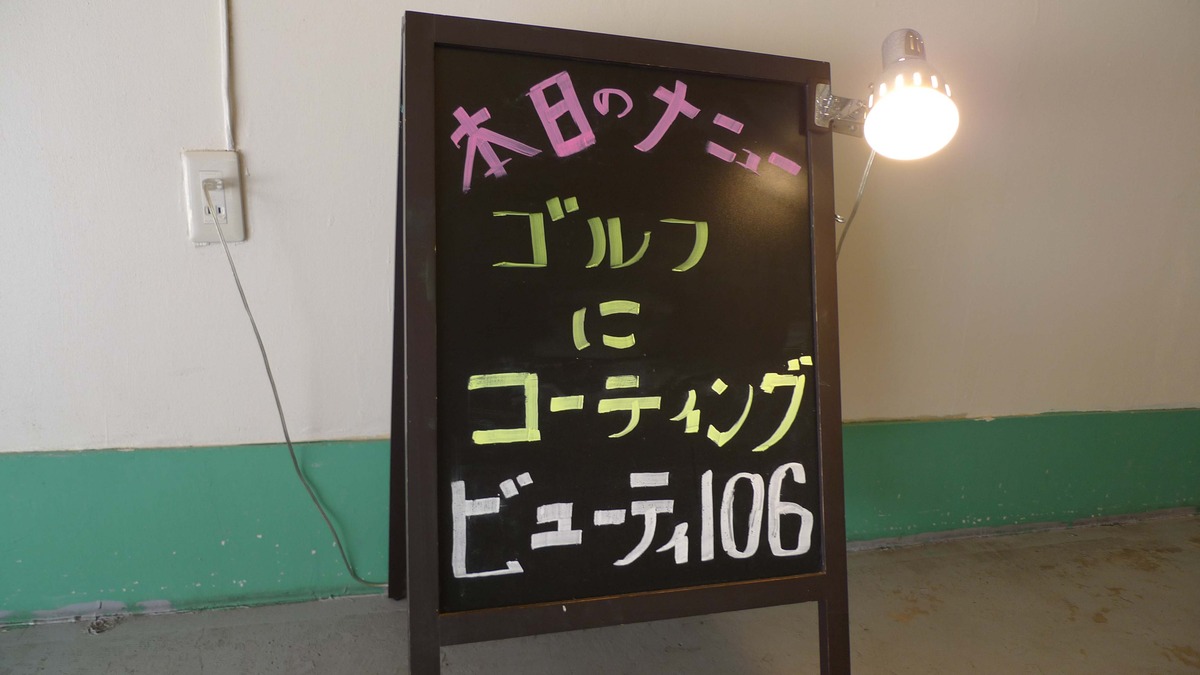 本日のメニュー
ゴルフ
に
コーティング
ビューティ106